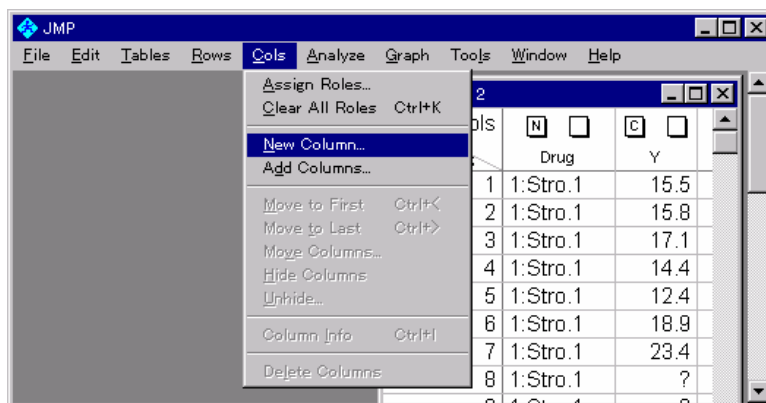 JMP
File Edit Tables Rows Cols Analyze Graph Tools Window Help
Assign Roles...
Clear All Roles Ctrl+K
New Column...
Add Columns...
Move to First Ctrl+<
Move to Last Ctrl+>
Move Columns...
Hide Columns
Unhide...
Column Info Ctrl+I
Delete Columns
2
ols N C
Drug Y
1 1:Stro.1 15.5
2 1:Stro.1 15.8
3 1:Stro.1 17.1
4 1:Stro.1 14.4
5 1:Stro.1 12.4
6 1:Stro.1 18.9
7 1:Stro.1 23.4
8 1:Stro.1 ?